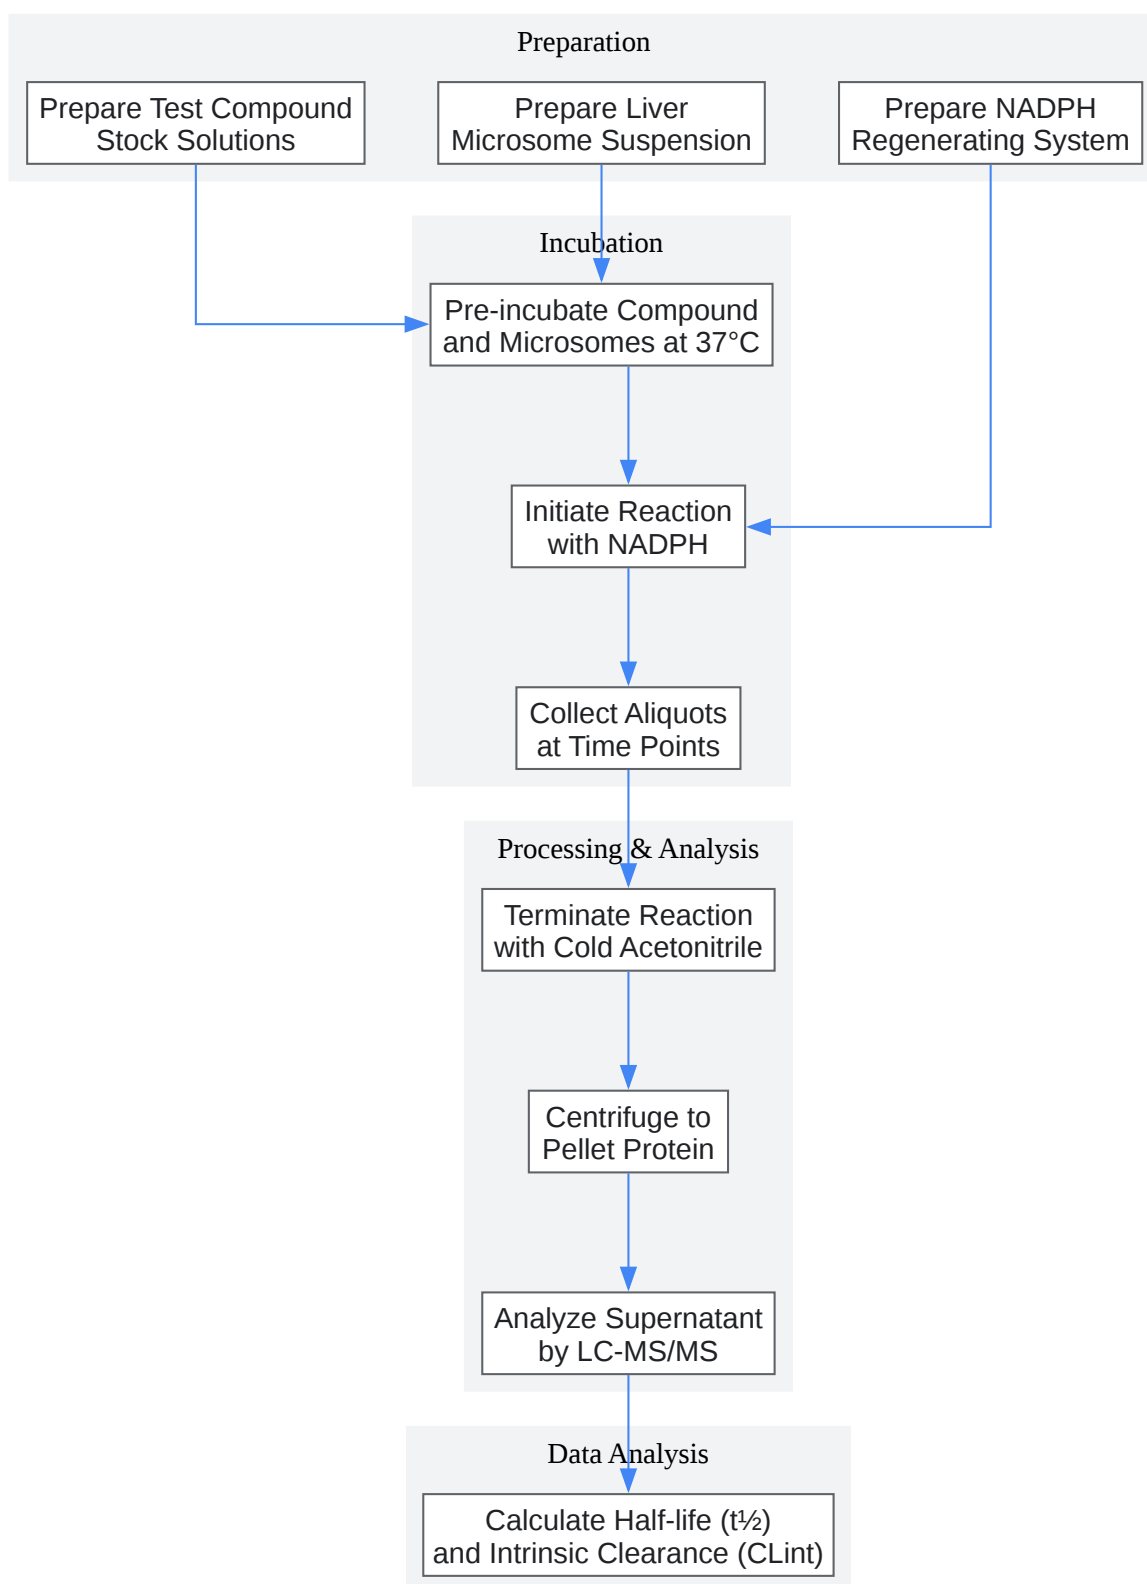 Preparation
Prepare Test Compound
Stock Solutions
Prepare Liver
Microsome Suspension
Prepare NADPH
Regenerating System
Incubation
Pre-incubate Compound
and Microsomes at 37°C
Initiate Reaction
with NADPH
Collect Aliquots
at Time Points
Processing & Analysis
Terminate Reaction
with Cold Acetonitrile
Centrifuge to
Pellet Protein
Analyze Supernatant
by LC-MS/MS
Data Analysis
Calculate Half-life (t½)
and Intrinsic Clearance (CLint)